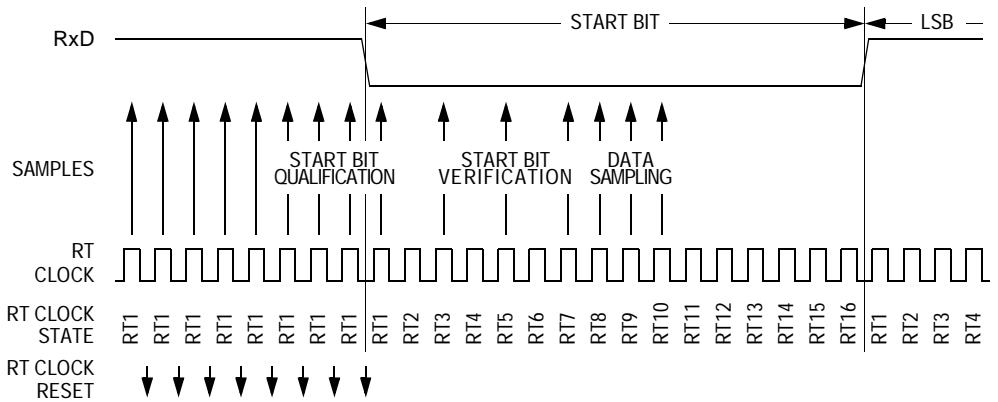 START BIT
LSB
RxD
SAMPLES
START BIT
QUALIFICATION
START BIT
VERIFICATION
DATA
SAMPLING
RT
CLOCK
RT CLOCK
STATE
RT1 RT1 RT1 RT1 RT1 RT1 RT1 RT1 RT1 RT2 RT3 RT4 RT5 RT6 RT7 RT8 RT9 RT10 RT11 RT12 RT13 RT14 RT15 RT16 RT1 RT2 RT3 RT4
RT CLOCK
RESET